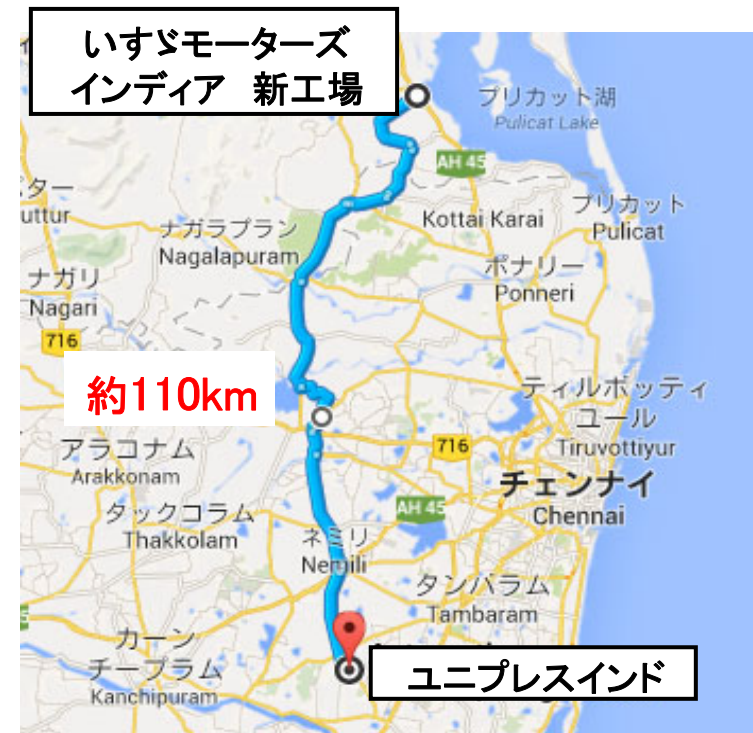 いすゞモーターズ
インディア 新工場
プリカット湖
Pulicat Lake
AH 45
ター
uttur
ナガラプラン
Nagalapuram
Kottai Karai
プリカット
Pulicat
ナガリ
Nagari
ポナリー
Ponneri
716
約110km
ティルボッティ
ユール
Tiruvottiyur
アラコナム
Arakkonam
716
チェンナイ
Chennai
タックコラム
Thakkolam
AH 45
ネミリ
Nemili
タンバラム
Tambaram
カーン
チープラム
Kanchipuram
ユニプレスインド